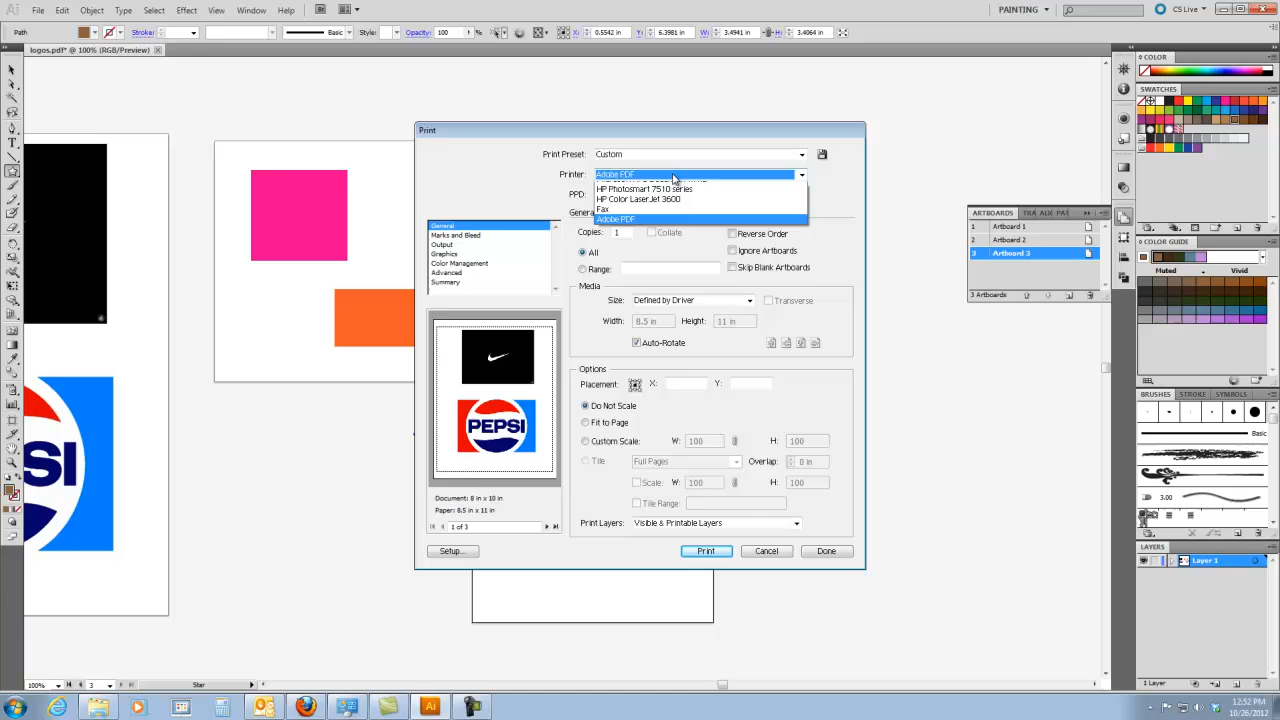 Ai File Edit Object Type Select Effect View Window Help Br PAINTING CS Live
Path Stroke: Basic Style: Opacity: 100 % X: 0.5542 in Y: 6.3981 in W: 3.4941 in H: 3.4064 in
logos.pdf* @ 100% (RGB/Preview)
COLOR
SWATCHES
Print
Print Preset: Custom
Printer: Adobe PDF
HP Photosmart 7510 series
HP Color LaserJet 3600
Fax
Adobe PDF
PPD
General
Marks and Bleed
Output
Graphics
Color Management
Advanced
Summary
Copies: 1 Collate Reverse Order
All Ignore Artboards
Range: Skip Blank Artboards
Media
Size: Defined by Driver Transverse
Width: 8.5 in Height: 11 in
Auto-Rotate
Options
Placement: X: Y:
Do Not Scale
Fit to Page
Custom Scale: W: 100 H: 100
Tile Full Pages Overlap: 0 in
Scale: W: 100 H: 100
Tile Range:
Print Layers: Visible & Printable Layers
PEPSI
Document: 8 in x 10 in
Paper: 8.5 in x 11 in
1 of 3
Setup... Print Cancel Done
SI
ARTBOARDS TRA PAT
1 Artboard 1
2 Artboard 2
3 Artboard 3
3 Artboards
COLOR GUIDE
Muted Vivid
BRUSHES STROKE SYMBOLS
Basic
3.00
LAYERS
Layer 1
1 Layer
100% 3 Star
Ai
12:52 PM
10/26/2012